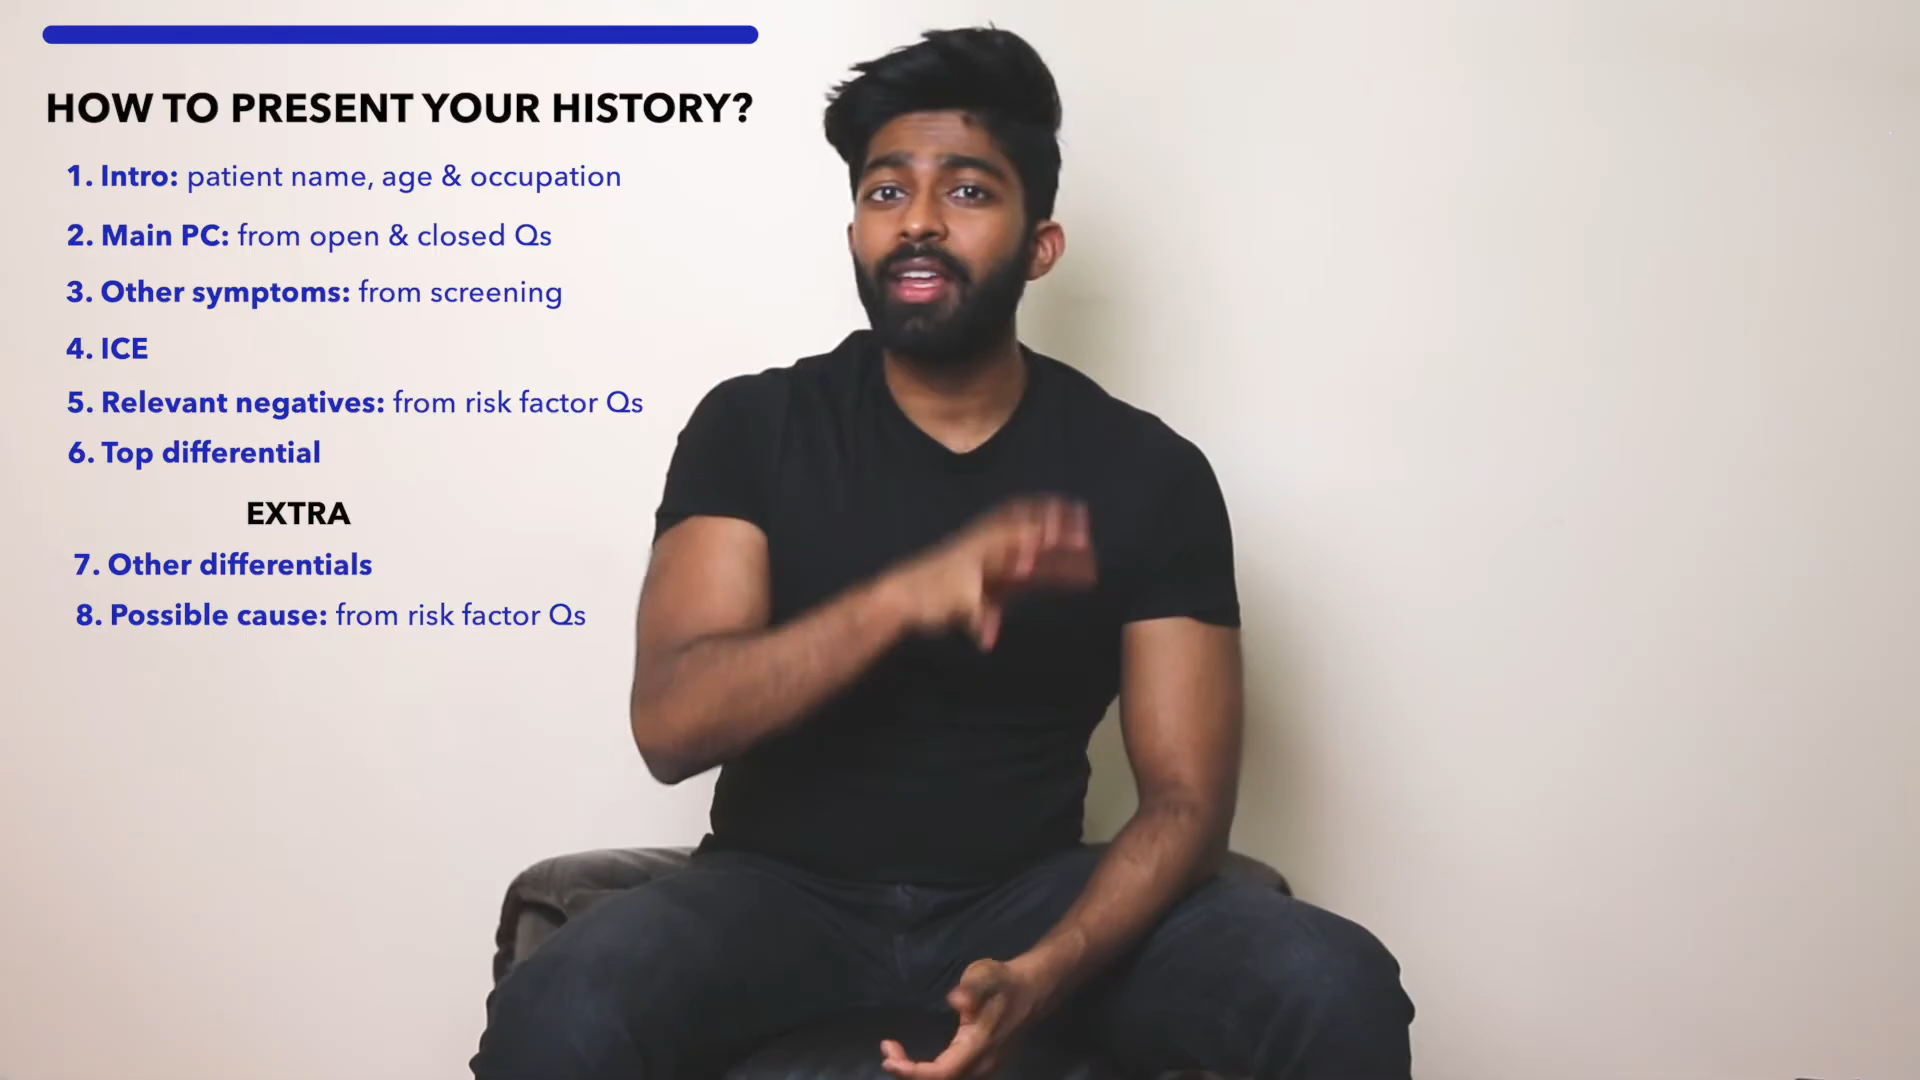 HOW TO PRESENT YOUR HISTORY?
1. Intro: patient name, age & occupation
2. Main PC: from open & closed Qs
3. Other symptoms: from screening
4. ICE
5. Relevant negatives: from risk factor Qs
6. Top differential
EXTRA
7. Other differentials
8. Possible cause: from risk factor Qs